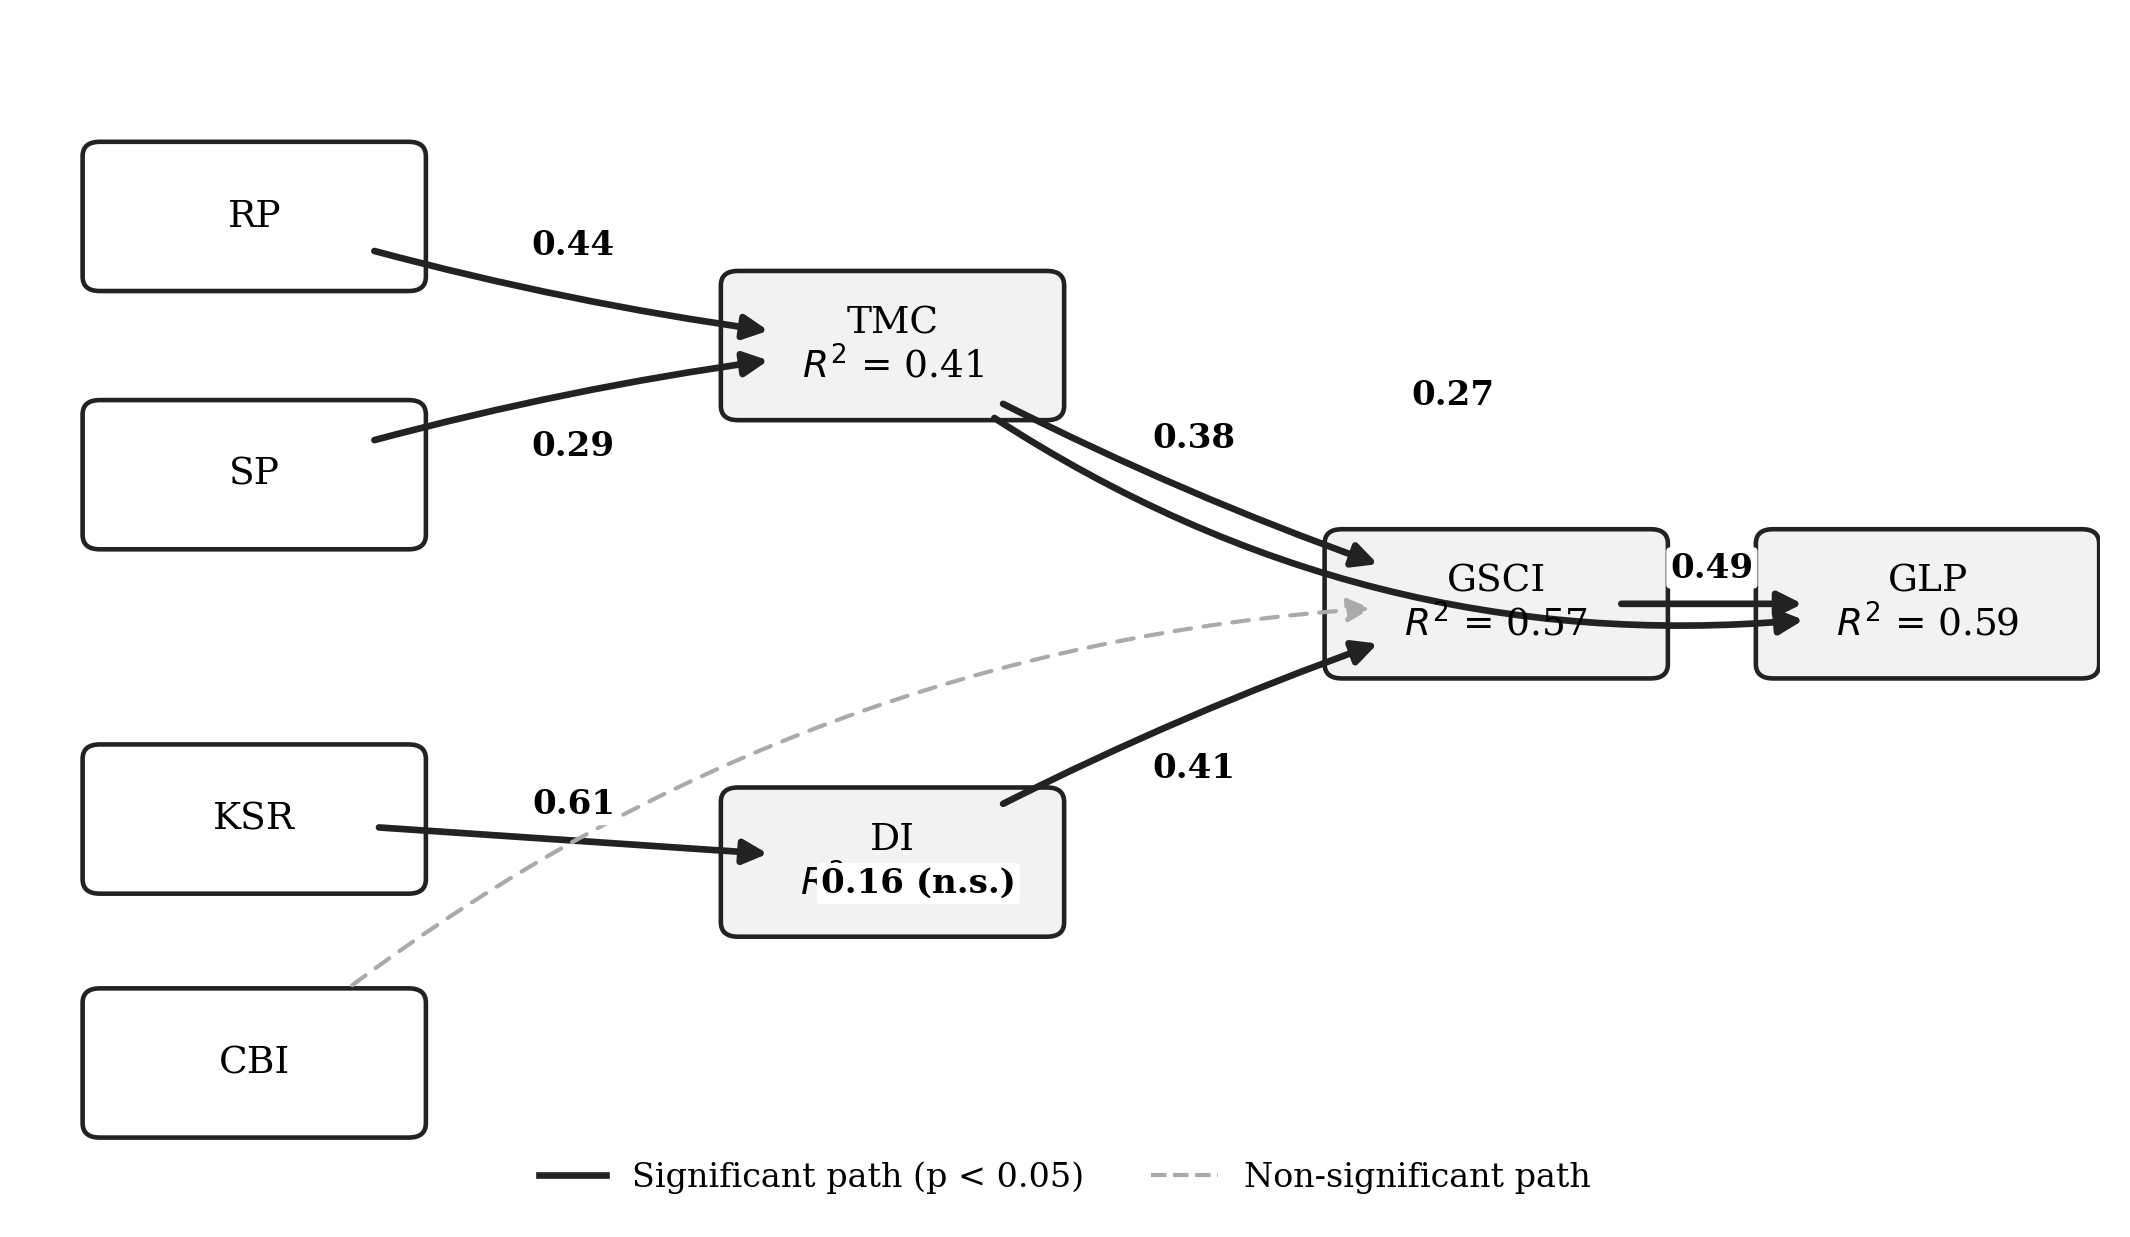 RP
0.44
TMC
R² = 0.41
0.27
0.38
0.29
SP
GSCI
R² = 0.57
0.49
GLP
R² = 0.59
0.41
0.61
KSR
DI
0.16 (n.s.)
CBI
Significant path (p < 0.05)
Non-significant path